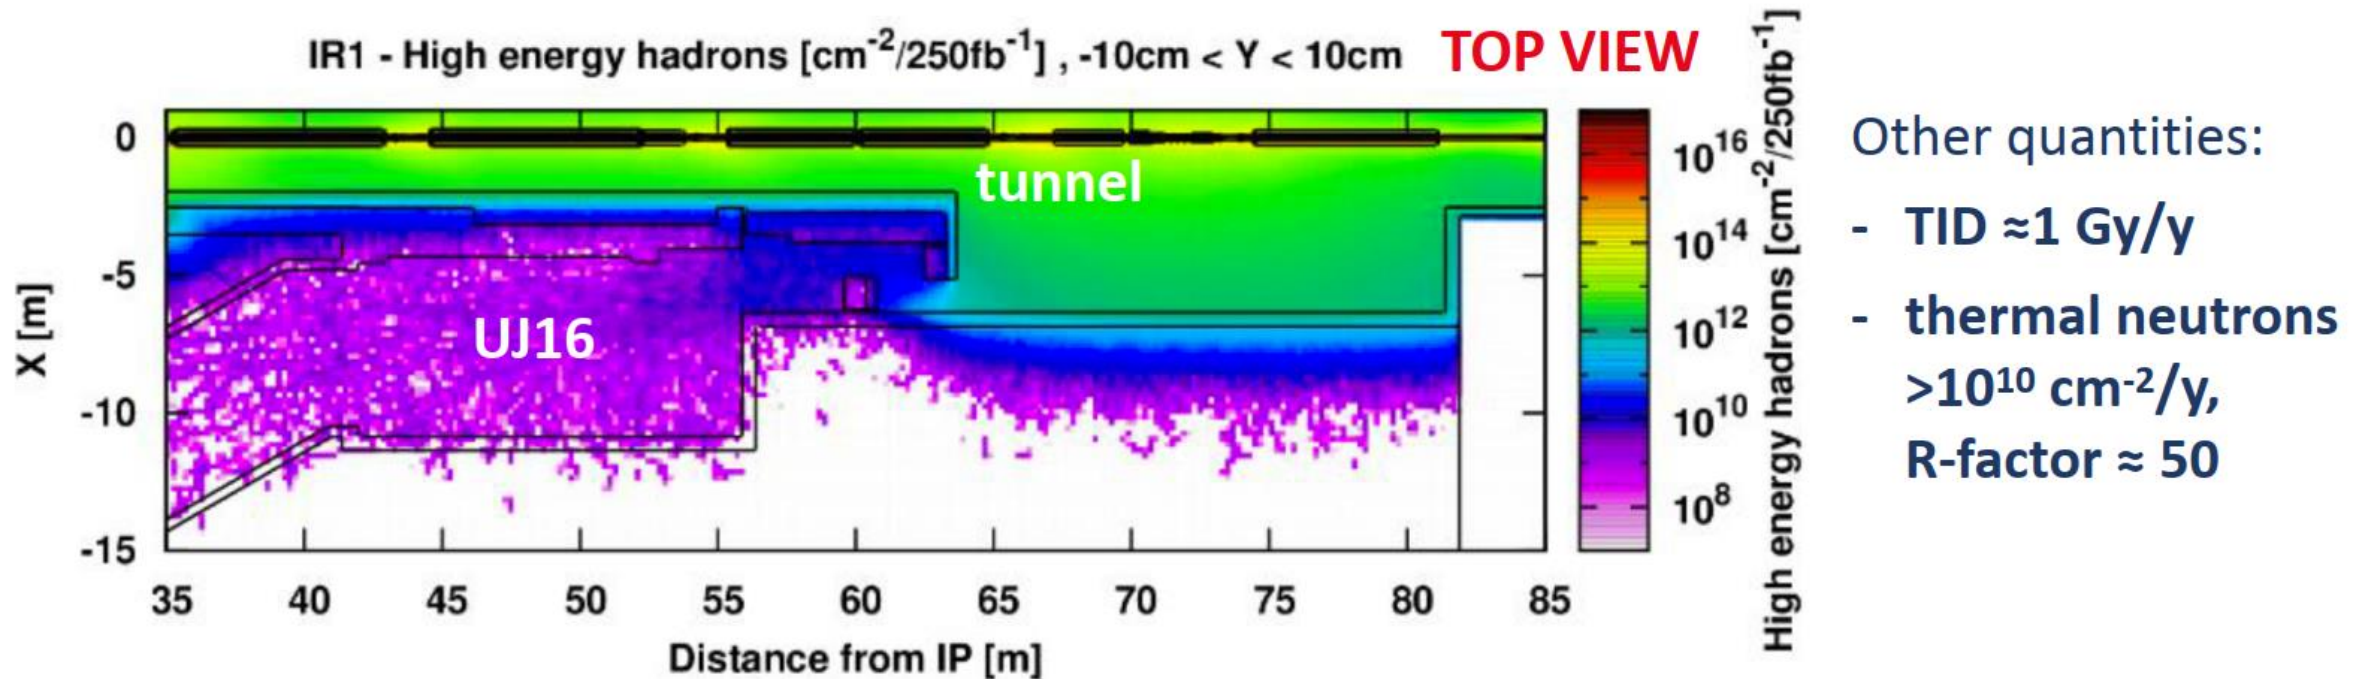 IR1 - High energy hadrons [cm⁻²/250fb⁻¹] , -10cm < Y < 10cm
TOP VIEW
0
-5
-10
-15
X [m]
tunnel
UJ16
35 40 45 50 55 60 65 70 75 80 85
Distance from IP [m]
10¹⁶
10¹⁴
10¹²
10¹⁰
10⁸
High energy hadrons [cm⁻²/250fb⁻¹]
Other quantities:
- TID ≈1 Gy/y
- thermal neutrons
>10¹⁰ cm⁻²/y,
R-factor ≈ 50